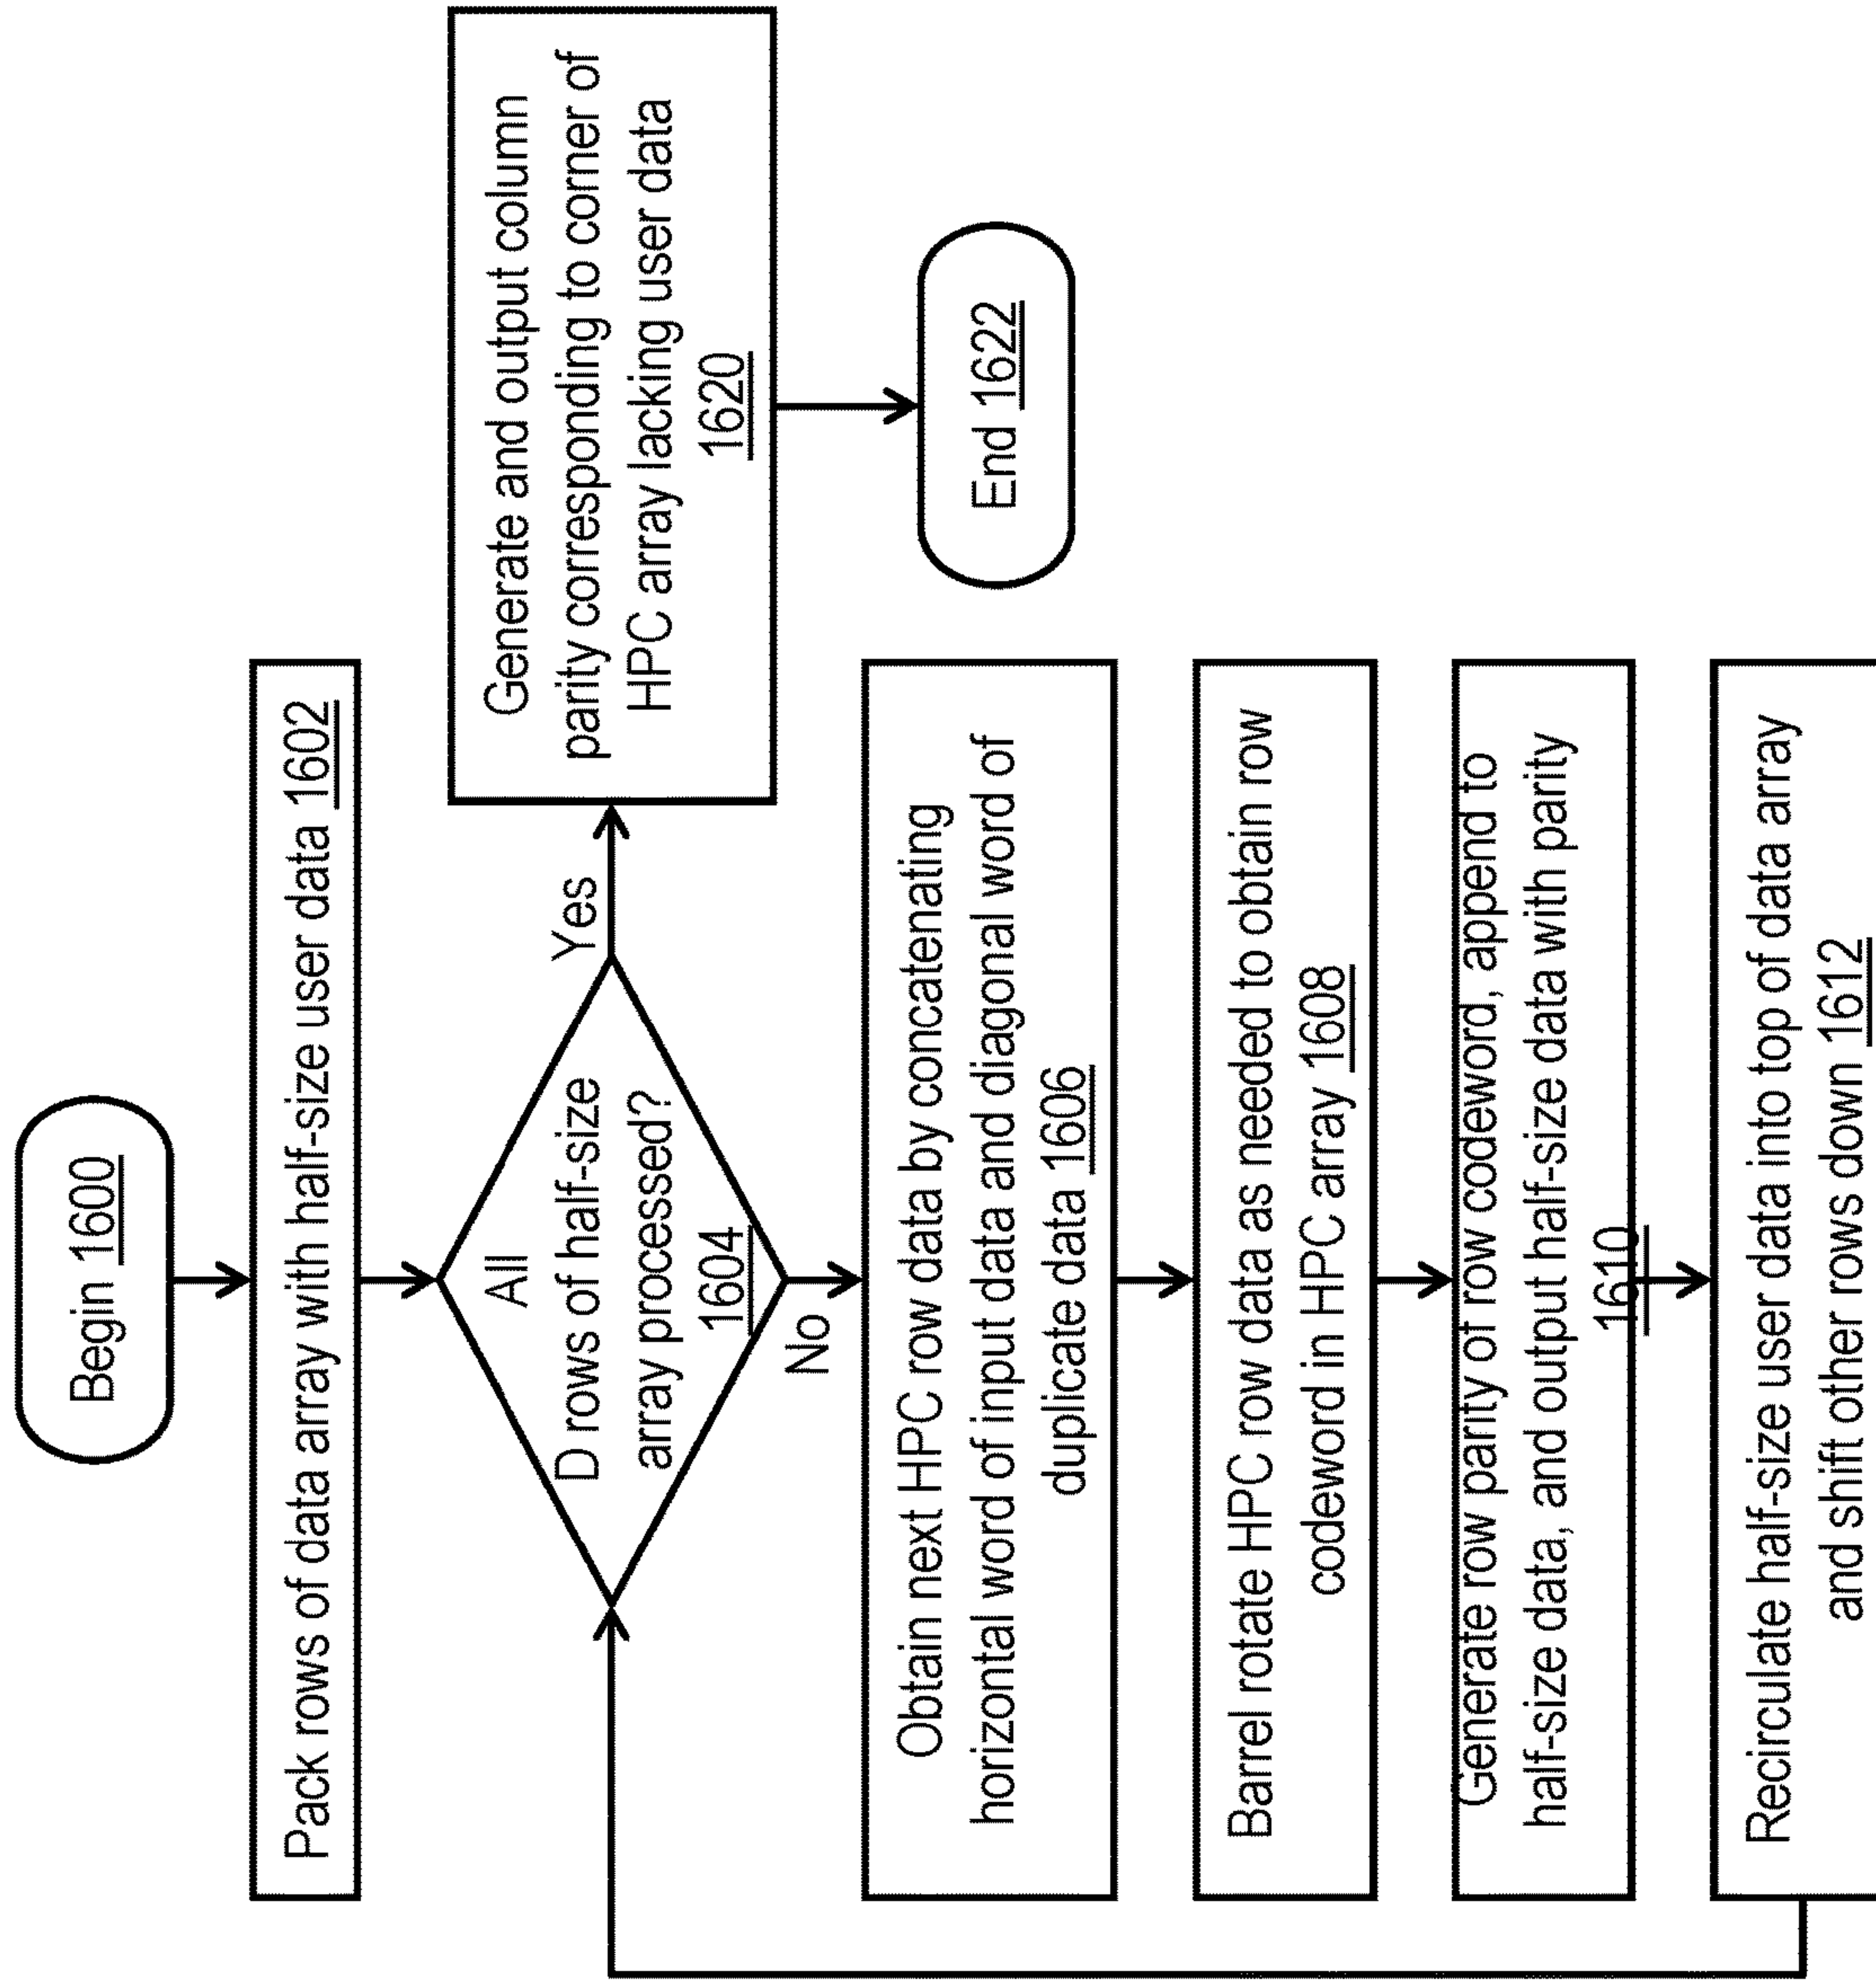 Begin 1600
Pack rows of data array with half-size user data 1602
All
D rows of half-size
array processed?
1604
Yes
No
Generate and output column
parity corresponding to corner of
HPC array lacking user data
1620
End 1622
Obtain next HPC row data by concatenating
horizontal word of input data and diagonal word of
duplicate data 1606
Barrel rotate HPC row data as needed to obtain row
codeword in HPC array 1608
Generate row parity of row codeword, append to
half-size data, and output half-size data with parity
1610
Recirculate half-size user data into top of data array
and shift other rows down 1612